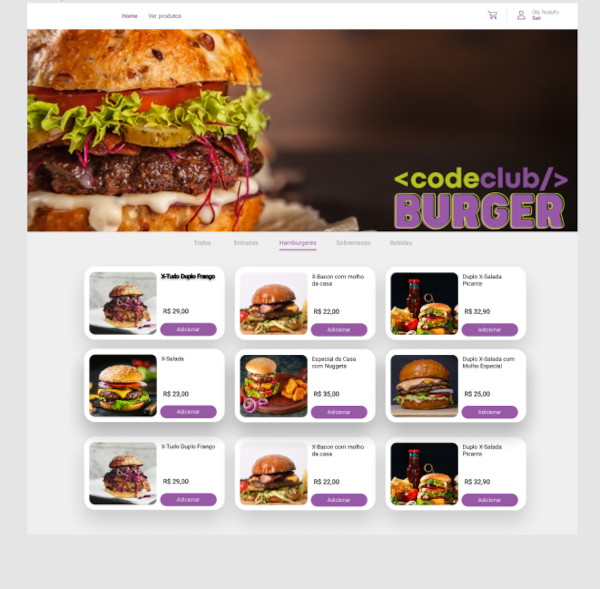 Home Ver produtos
Olá, Rodolfo
Sair
<codeclub/>
BURGER
Todos Entradas Hamburgeres Sobremesas Bebidas
X-Tudo Duplo Frango
R$ 29,00
Adicionar
X-Bacon com molho
da casa
R$ 22,00
Adicionar
Duplo X-Salada
Picante
R$ 32,90
Adicionar
X-Salada
R$ 23,00
Adicionar
Especial da Casa
com Nuggets
R$ 35,00
Adicionar
Duplo X-Salada com
Molho Especial
R$ 25,00
Adicionar
X-Tudo Duplo Frango
R$ 29,00
Adicionar
X-Bacon com molho
da casa
R$ 22,00
Adicionar
Duplo X-Salada
Picante
R$ 32,90
Adicionar